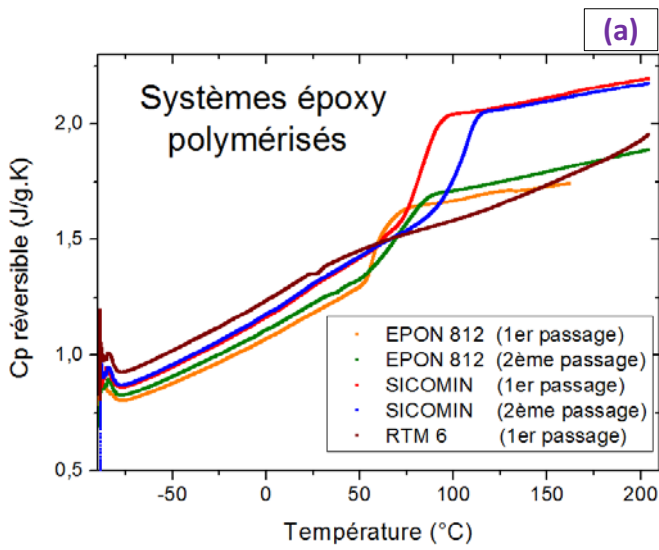 (a)
Systèmes époxy
polymérisés
Cp réversible (J/g.K)
2,0
1,5
1,0
0,5
EPON 812 (1er passage)
EPON 812 (2ème passage)
SICOMIN (1er passage)
SICOMIN (2ème passage)
RTM 6 (1er passage)
-50 0 50 100 150 200
Température (°C)